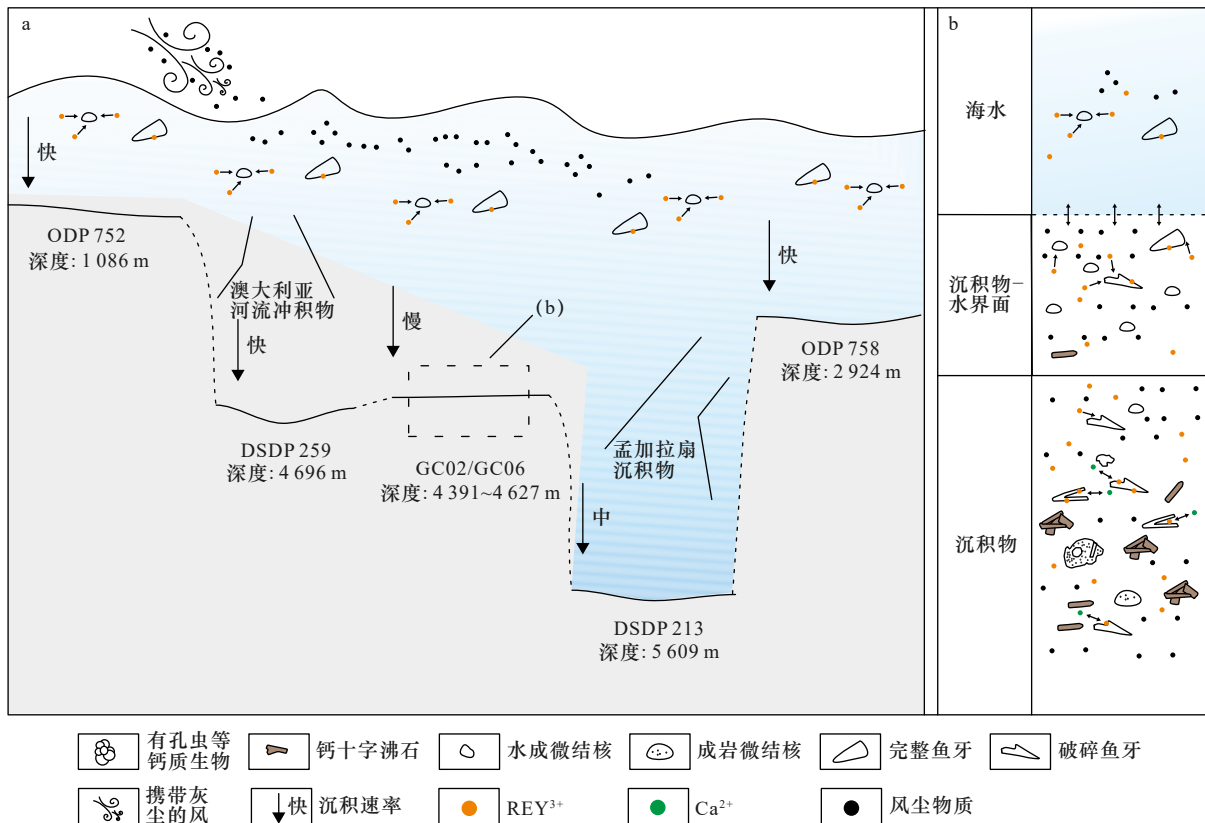 a
快
ODP 752
深度: 1 086 m
澳大利亚
河流冲积物
快
慢
(b)
快
ODP 758
深度: 2 924 m
DSDP 259
深度: 4 696 m
GC02/GC06
深度: 4 391~4 627 m
孟加拉扇
沉积物
中
DSDP 213
深度: 5 609 m
b
海水
沉积物−
水界面
沉积物
有孔虫等
钙质生物
钙十字沸石
水成微结核
成岩微结核
完整鱼牙
破碎鱼牙
携带灰
尘的风
快
沉积速率
REY3+
Ca2+
风尘物质